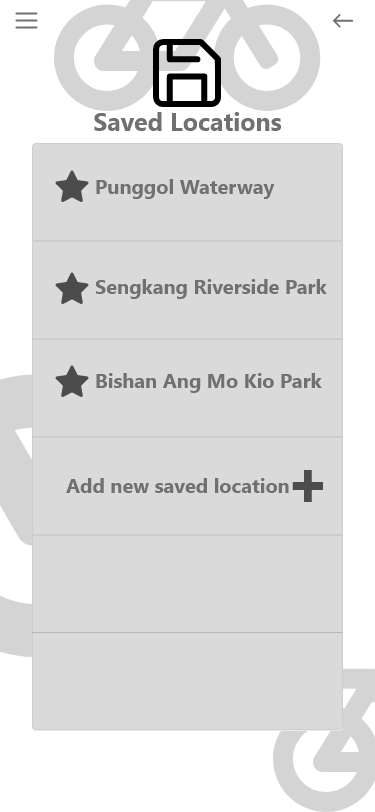 Saved Locations
Punggol Waterway
Sengkang Riverside Park
Bishan Ang Mo Kio Park
Add new saved location